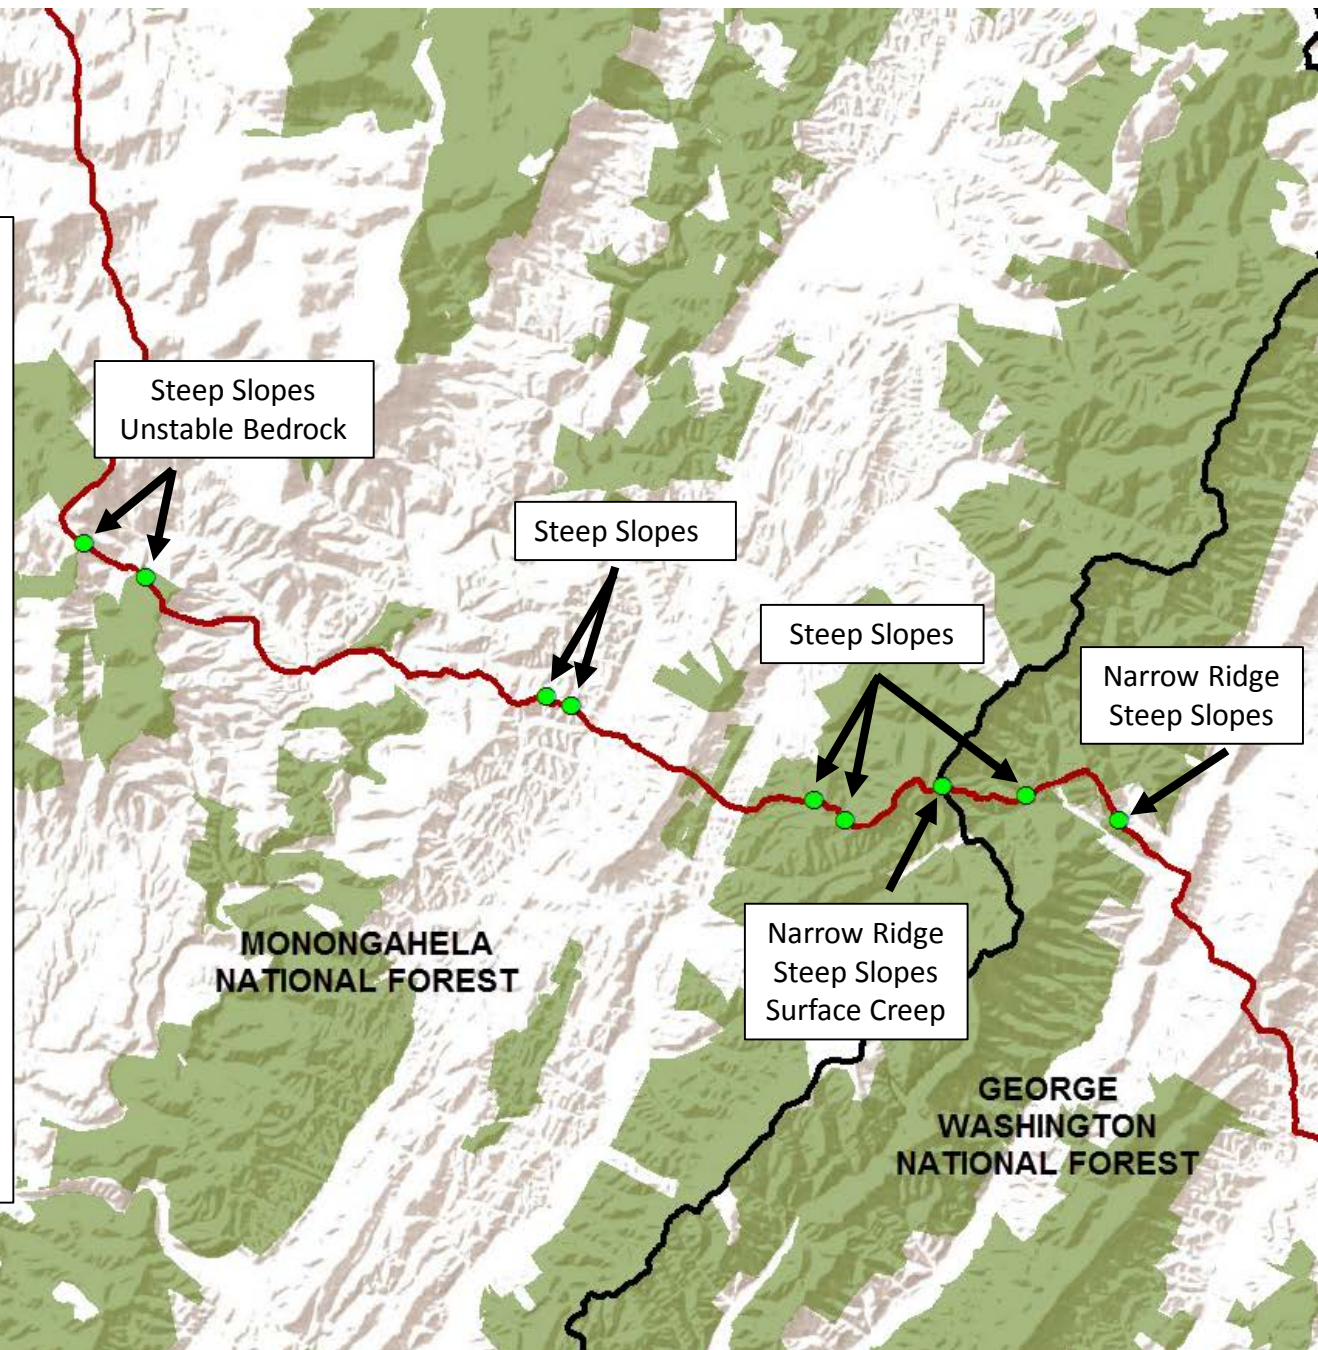 Steep Slopes
Unstable Bedrock
Steep Slopes
Steep Slopes
Narrow Ridge
Steep Slopes
Narrow Ridge
Steep Slopes
Surface Creep
MONONGAHELA
NATIONAL FOREST
GEORGE
WASHINGTON
NATIONAL FOREST